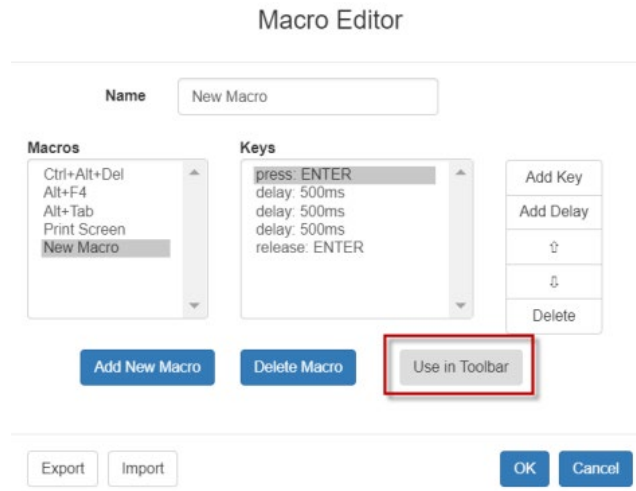 Macro Editor
Name
New Macro
Macros
Ctrl+Alt+Del
Alt+F4
Alt+Tab
Print Screen
New Macro
Keys
press: ENTER
delay: 500ms
delay: 500ms
delay: 500ms
release: ENTER
Add Key
Add Delay
⇧
⇩
Delete
Add New Macro
Delete Macro
Use in Toolbar
Export
Import
OK
Cancel